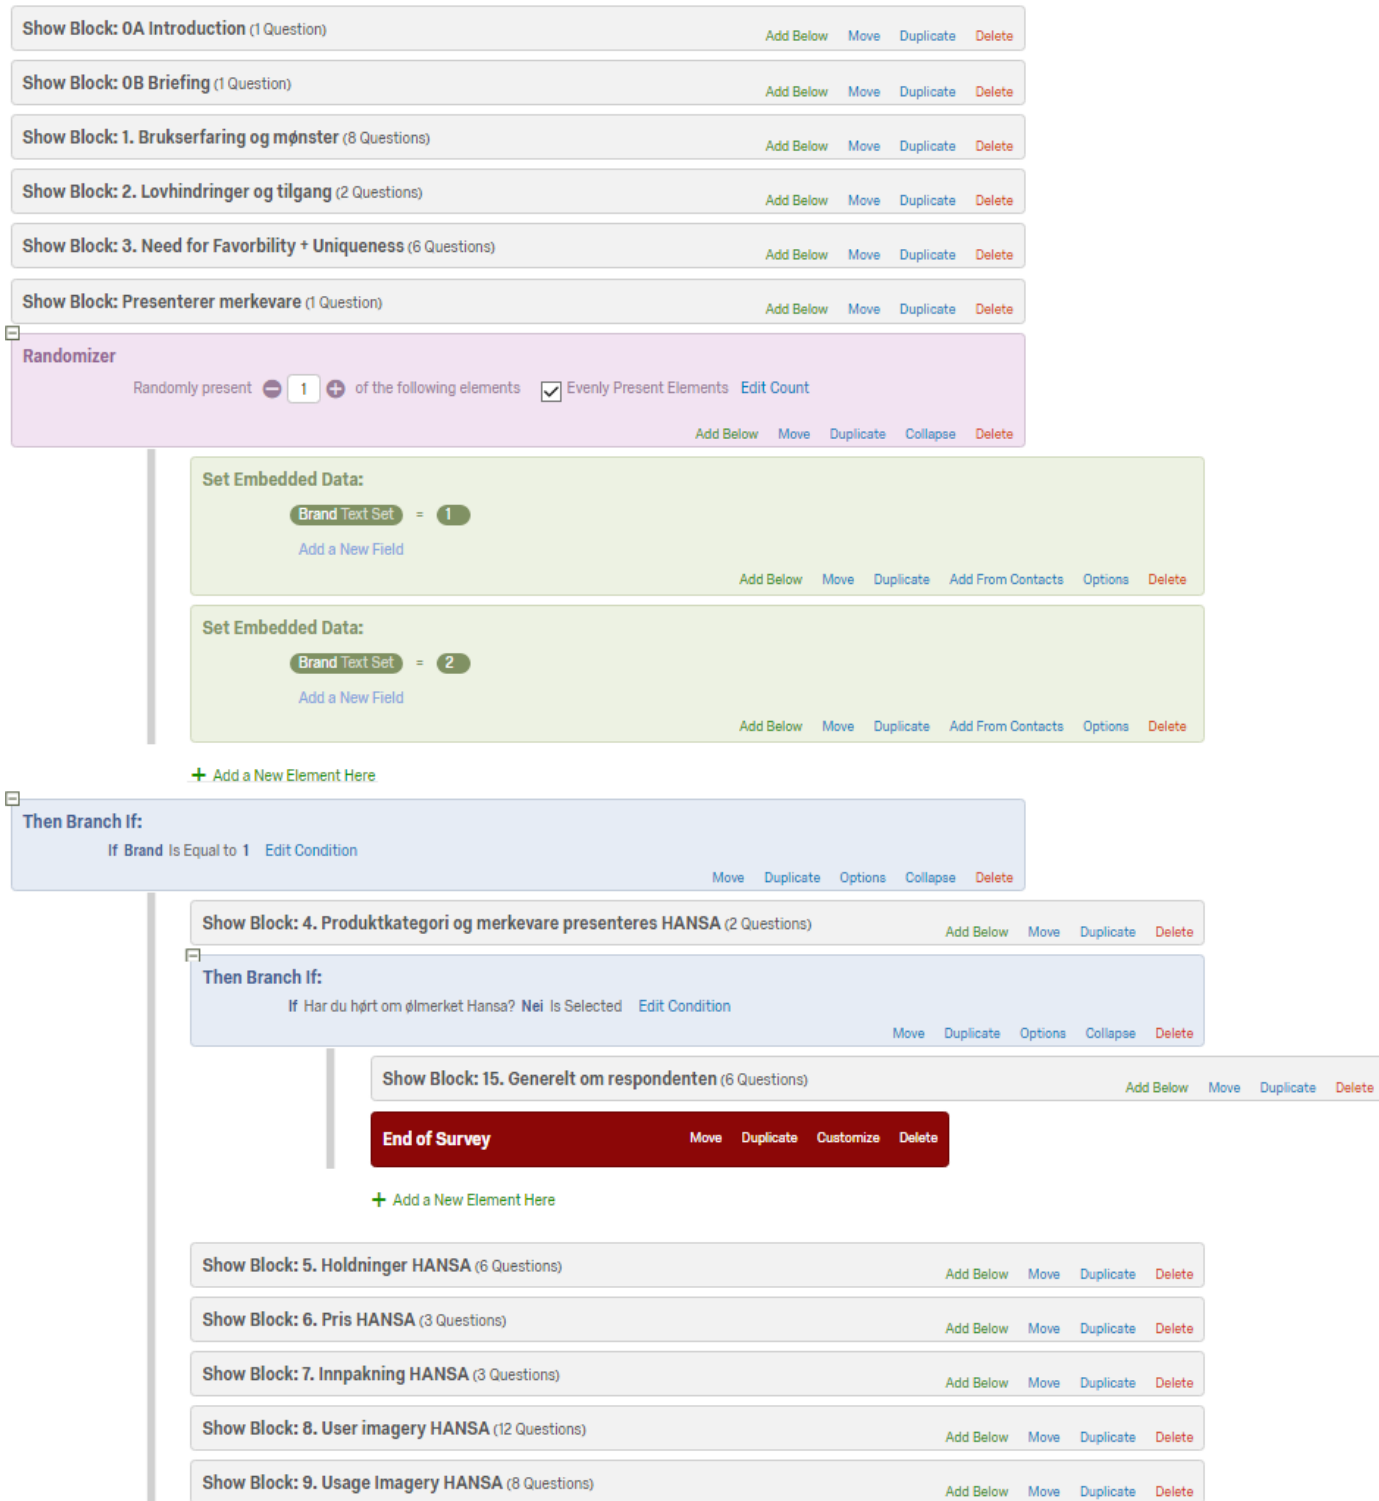 Show Block: 0A Introduction (1 Question)
Add Below Move Duplicate Delete
Show Block: 0B Briefing (1 Question)
Add Below Move Duplicate Delete
Show Block: 1. Brukserfaring og mønster (8 Questions)
Add Below Move Duplicate Delete
Show Block: 2. Lovhindringer og tilgang (2 Questions)
Add Below Move Duplicate Delete
Show Block: 3. Need for Favorbility + Uniqueness (6 Questions)
Add Below Move Duplicate Delete
Show Block: Presenterer merkevare (1 Question)
Add Below Move Duplicate Delete
Randomizer
Randomly present 1 of the following elements Evenly Present Elements Edit Count
Add Below Move Duplicate Collapse Delete
Set Embedded Data:
Brand Text Set = 1
Add a New Field
Add Below Move Duplicate Add From Contacts Options Delete
Set Embedded Data:
Brand Text Set = 2
Add a New Field
Add Below Move Duplicate Add From Contacts Options Delete
+ Add a New Element Here
Then Branch If:
If Brand Is Equal to 1 Edit Condition
Move Duplicate Options Collapse Delete
Show Block: 4. Produktkategori og merkevare presenteres HANSA (2 Questions)
Add Below Move Duplicate Delete
Then Branch If:
If Har du hørt om ølmerket Hansa? Nei Is Selected Edit Condition
Move Duplicate Options Collapse Delete
Show Block: 15. Generelt om respondenten (6 Questions)
Add Below Move Duplicate Delete
End of Survey Move Duplicate Customize Delete
+ Add a New Element Here
Show Block: 5. Holdninger HANSA (6 Questions)
Add Below Move Duplicate Delete
Show Block: 6. Pris HANSA (3 Questions)
Add Below Move Duplicate Delete
Show Block: 7. Innpakning HANSA (3 Questions)
Add Below Move Duplicate Delete
Show Block: 8. User imagery HANSA (12 Questions)
Add Below Move Duplicate Delete
Show Block: 9. Usage Imagery HANSA (8 Questions)
Add Below Move Duplicate Delete